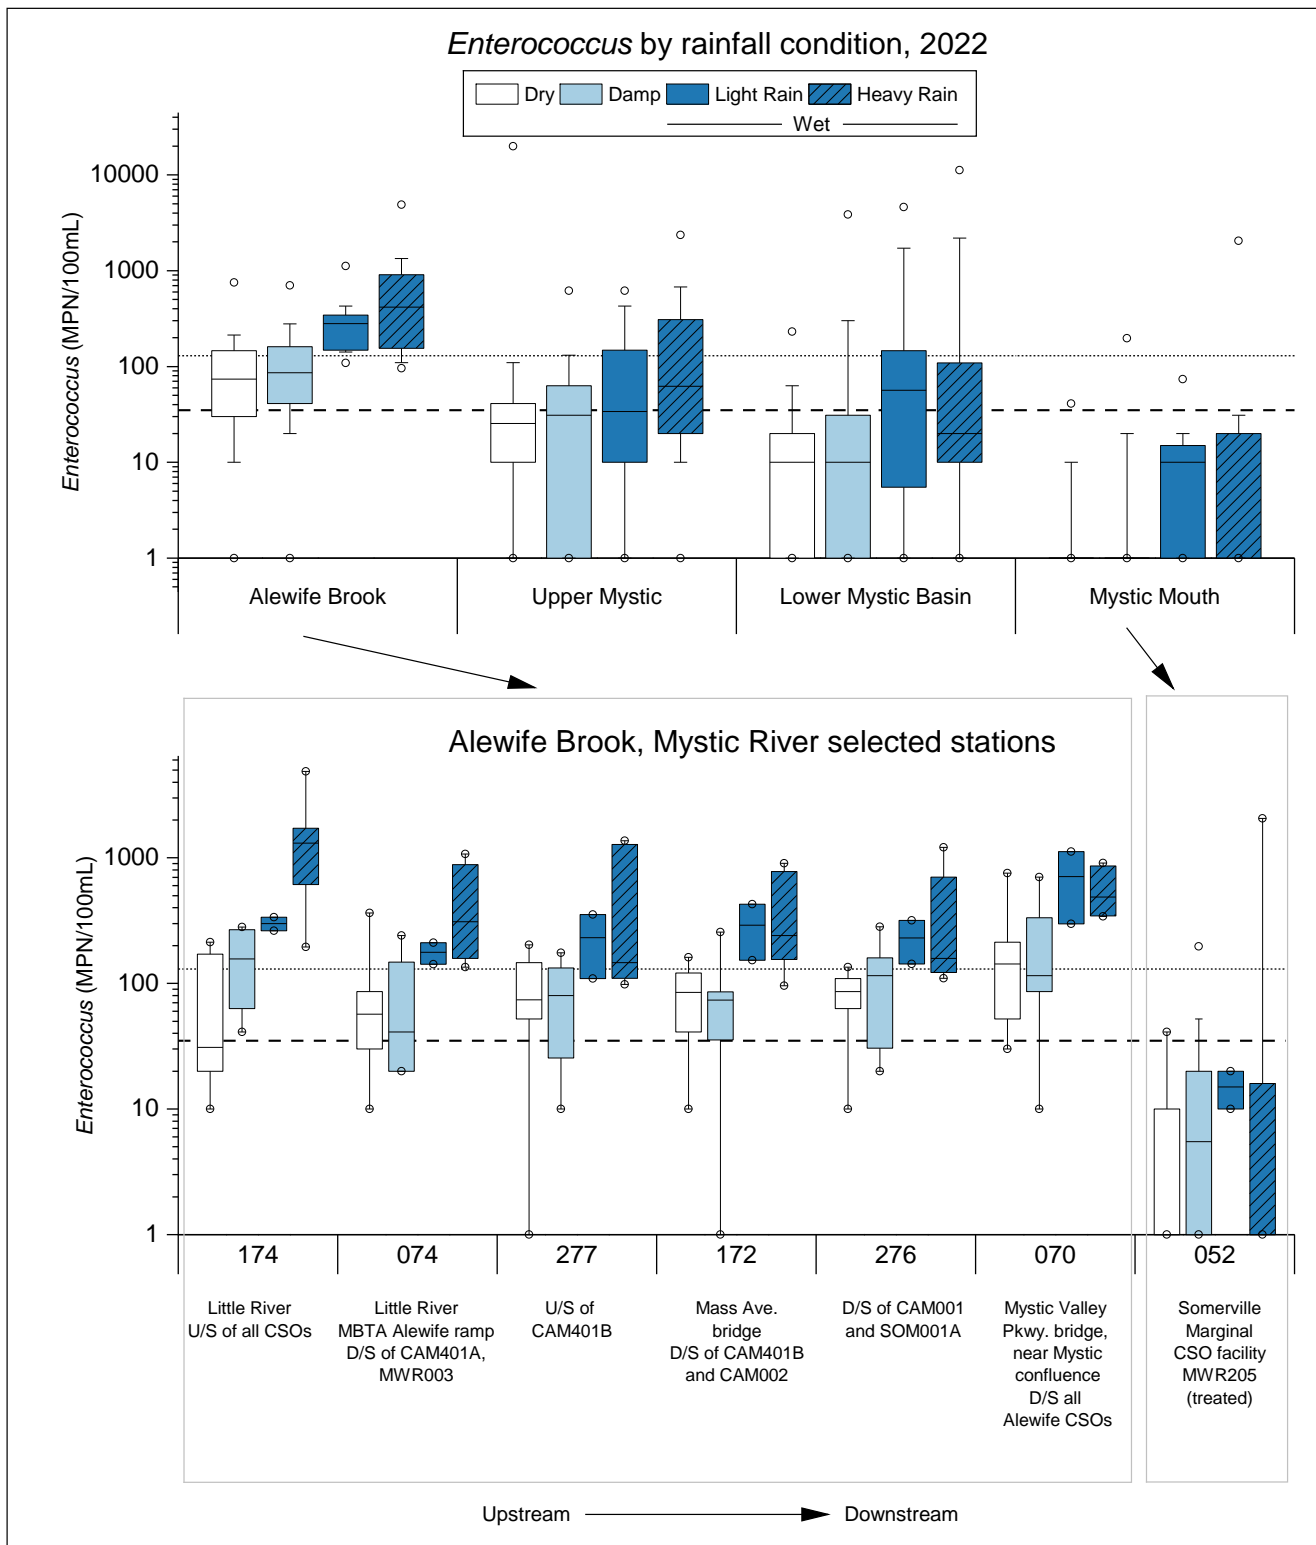 Enterococcus by rainfall condition, 2022
Dry Damp Light Rain Heavy Rain
Wet
Enterococcus (MPN/100mL)
10000
1000
100
10
1
Alewife Brook Upper Mystic Lower Mystic Basin Mystic Mouth
Alewife Brook, Mystic River selected stations
Enterococcus (MPN/100mL)
1000
100
10
1
174 074 277 172 276 070 052
Little River
U/S of all CSOs
Little River
MBTA Alewife ramp
D/S of CAM401A,
MWR003
U/S of
CAM401B
Mass Ave.
bridge
D/S of CAM401B
and CAM002
D/S of CAM001
and SOM001A
Mystic Valley
Pkwy. bridge,
near Mystic
confluence
D/S all
Alewife CSOs
Somerville
Marginal
CSO facility
MWR205
(treated)
Upstream Downstream